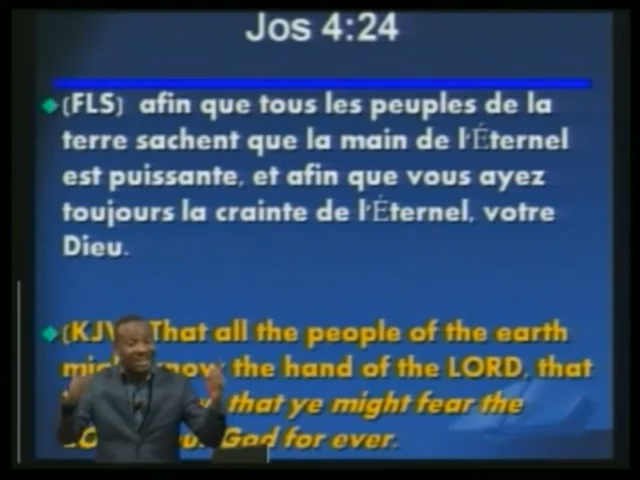 Jos 4:24
(FLS) afin que tous les peuples de la
terre sachent que la main de l'Éternel
est puissante, et afin que vous ayez
toujours la crainte de l'Éternel, votre
Dieu.
(KJV That all the people of the earth
the hand of the LORD, that
that ye might fear the
God for ever.